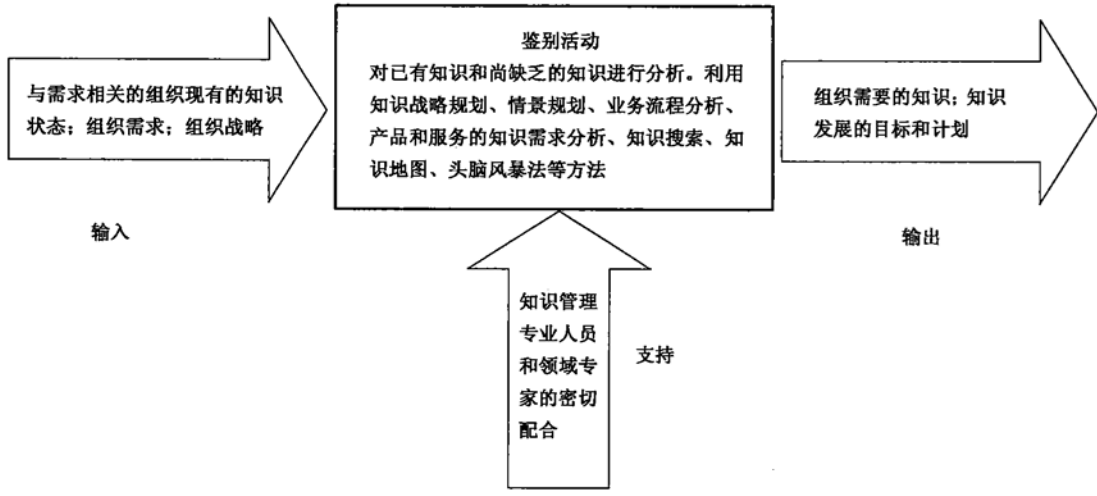 与需求相关的组织现有的知识
状态；组织需求；组织战略
输入
鉴别活动
对已有知识和尚缺乏的知识进行分析。利用
知识战略规划、情景规划、业务流程分析、
产品和服务的知识需求分析、知识搜索、知
识地图、头脑风暴法等方法
组织需要的知识；知识
发展的目标和计划
输出
知识管理
专业人员
和领域专
家的密切
配合
支持